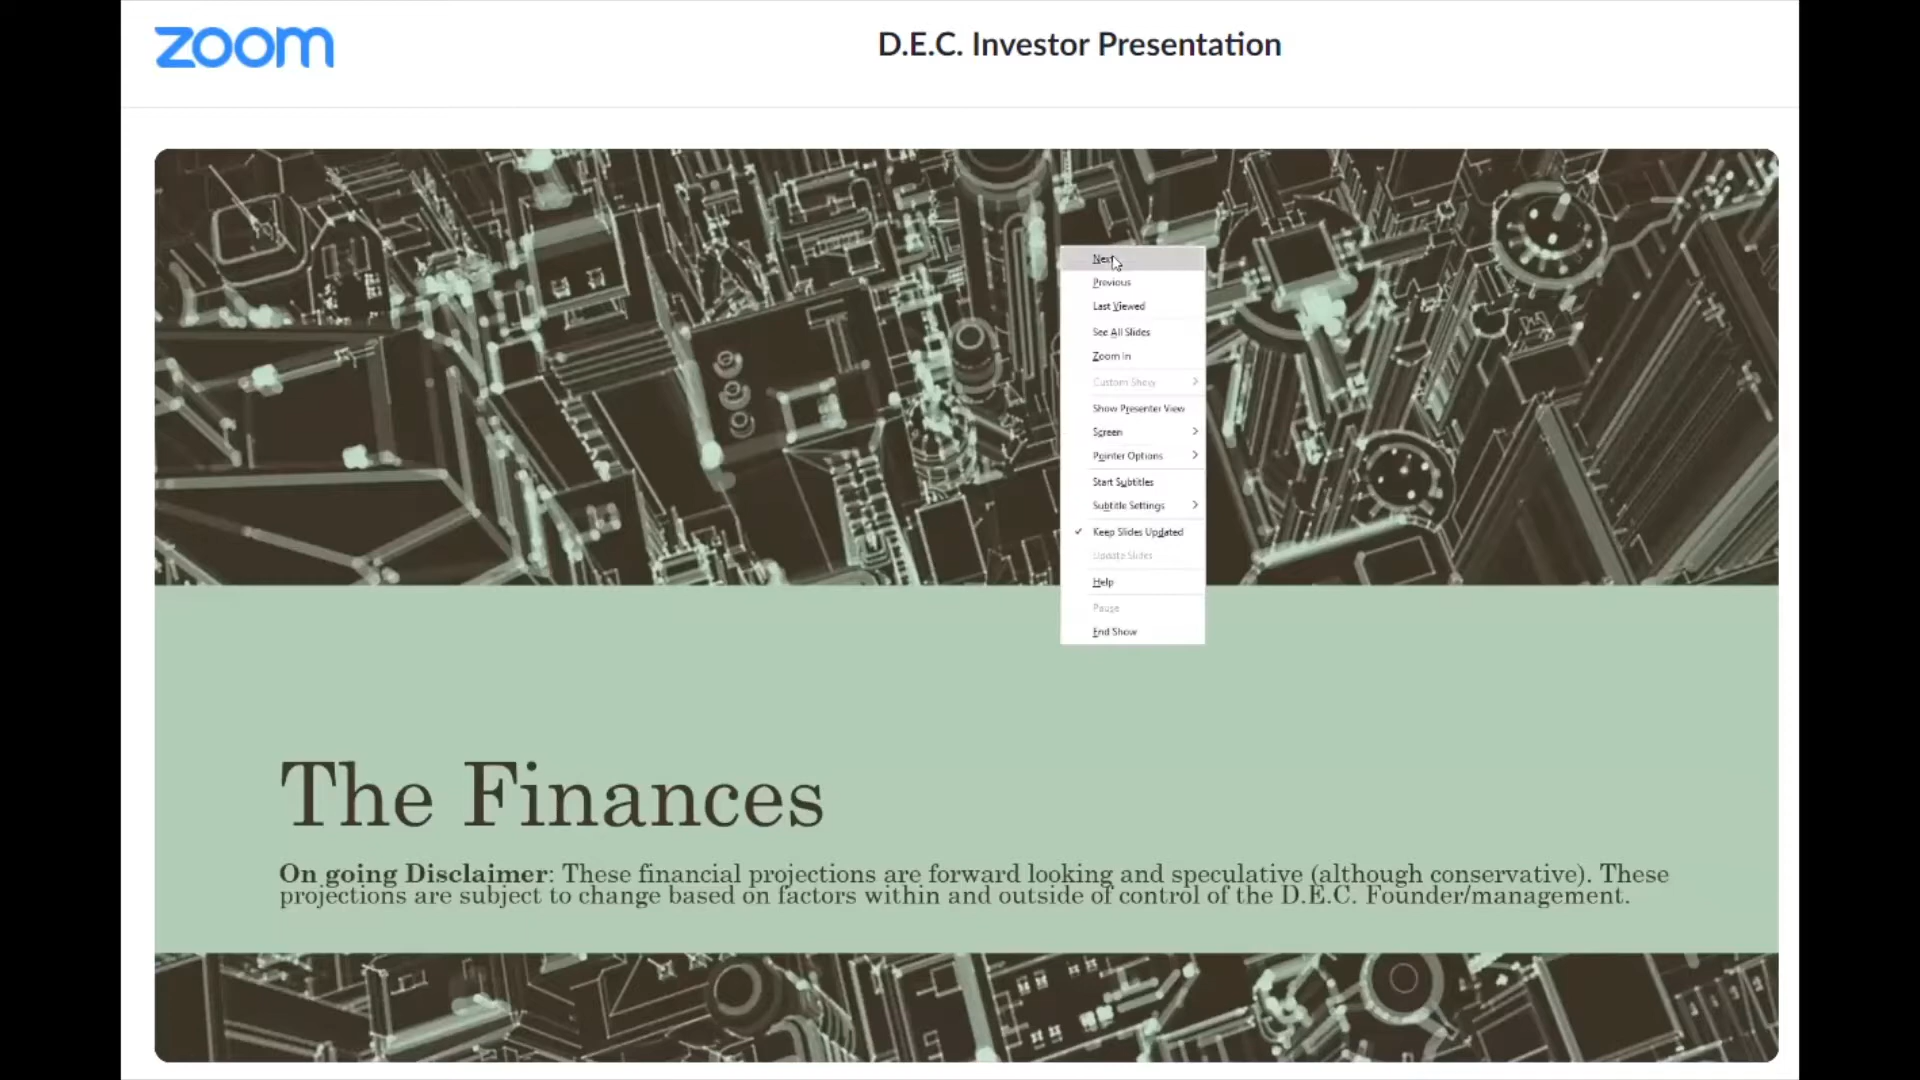 zoom
D.E.C. Investor Presentation
Next
Previous
Last Viewed
See All Slides
Zoom In
Custom Show
Show Presenter View
Screen
Pointer Options
Start Subtitles
Subtitle Settings
Keep Slides Updated
Update Slides
Help
Pause
End Show
The Finances
On going Disclaimer: These financial projections are forward looking and speculative (although conservative). These
projections are subject to change based on factors within and outside of control of the D.E.C. Founder/management.